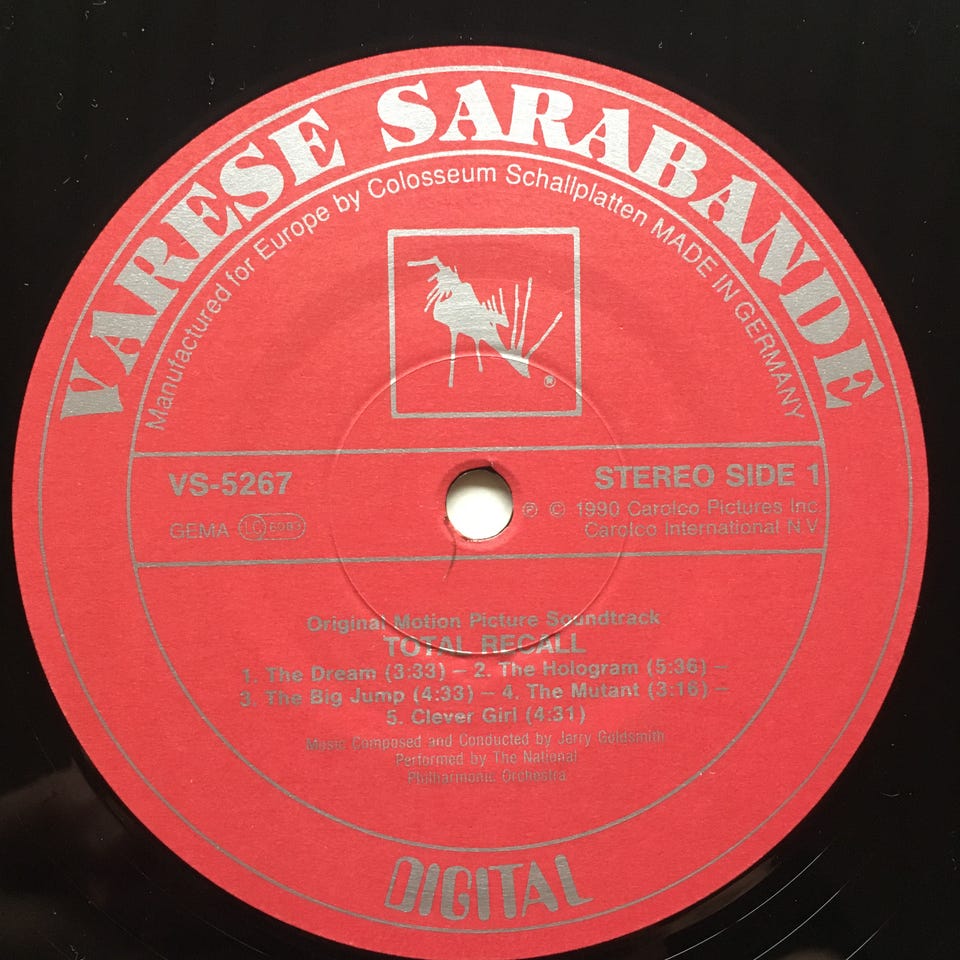 VARESE SARABANDE
Manufactured for Europe by Colosseum Schallplatten MADE IN GERMANY
®
VS-5267
STEREO SIDE 1
GEMA LC 6083
℗ © 1990 Carolco Pictures Inc
Carolco International N.V
Original Motion Picture Soundtrack
TOTAL RECALL
1. The Dream (3:33) – 2. The Hologram (5:36) –
3. The Big Jump (4:33) – 4. The Mutant (3:16) –
5. Clever Girl (4:31)
Music Composed and Conducted by Jerry Goldsmith
Performed by The National
Philharmonic Orchestra
DIGITAL